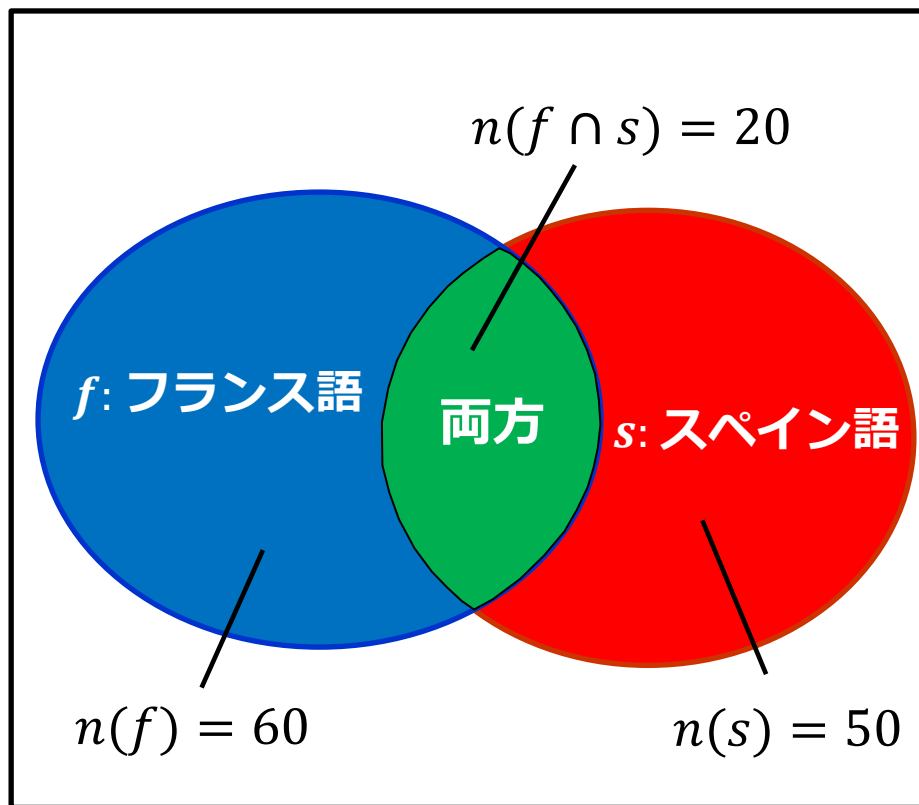 n(f ∩ s) = 20
f: フランス語
両方
s: スペイン語
n(f) = 60
n(s) = 50